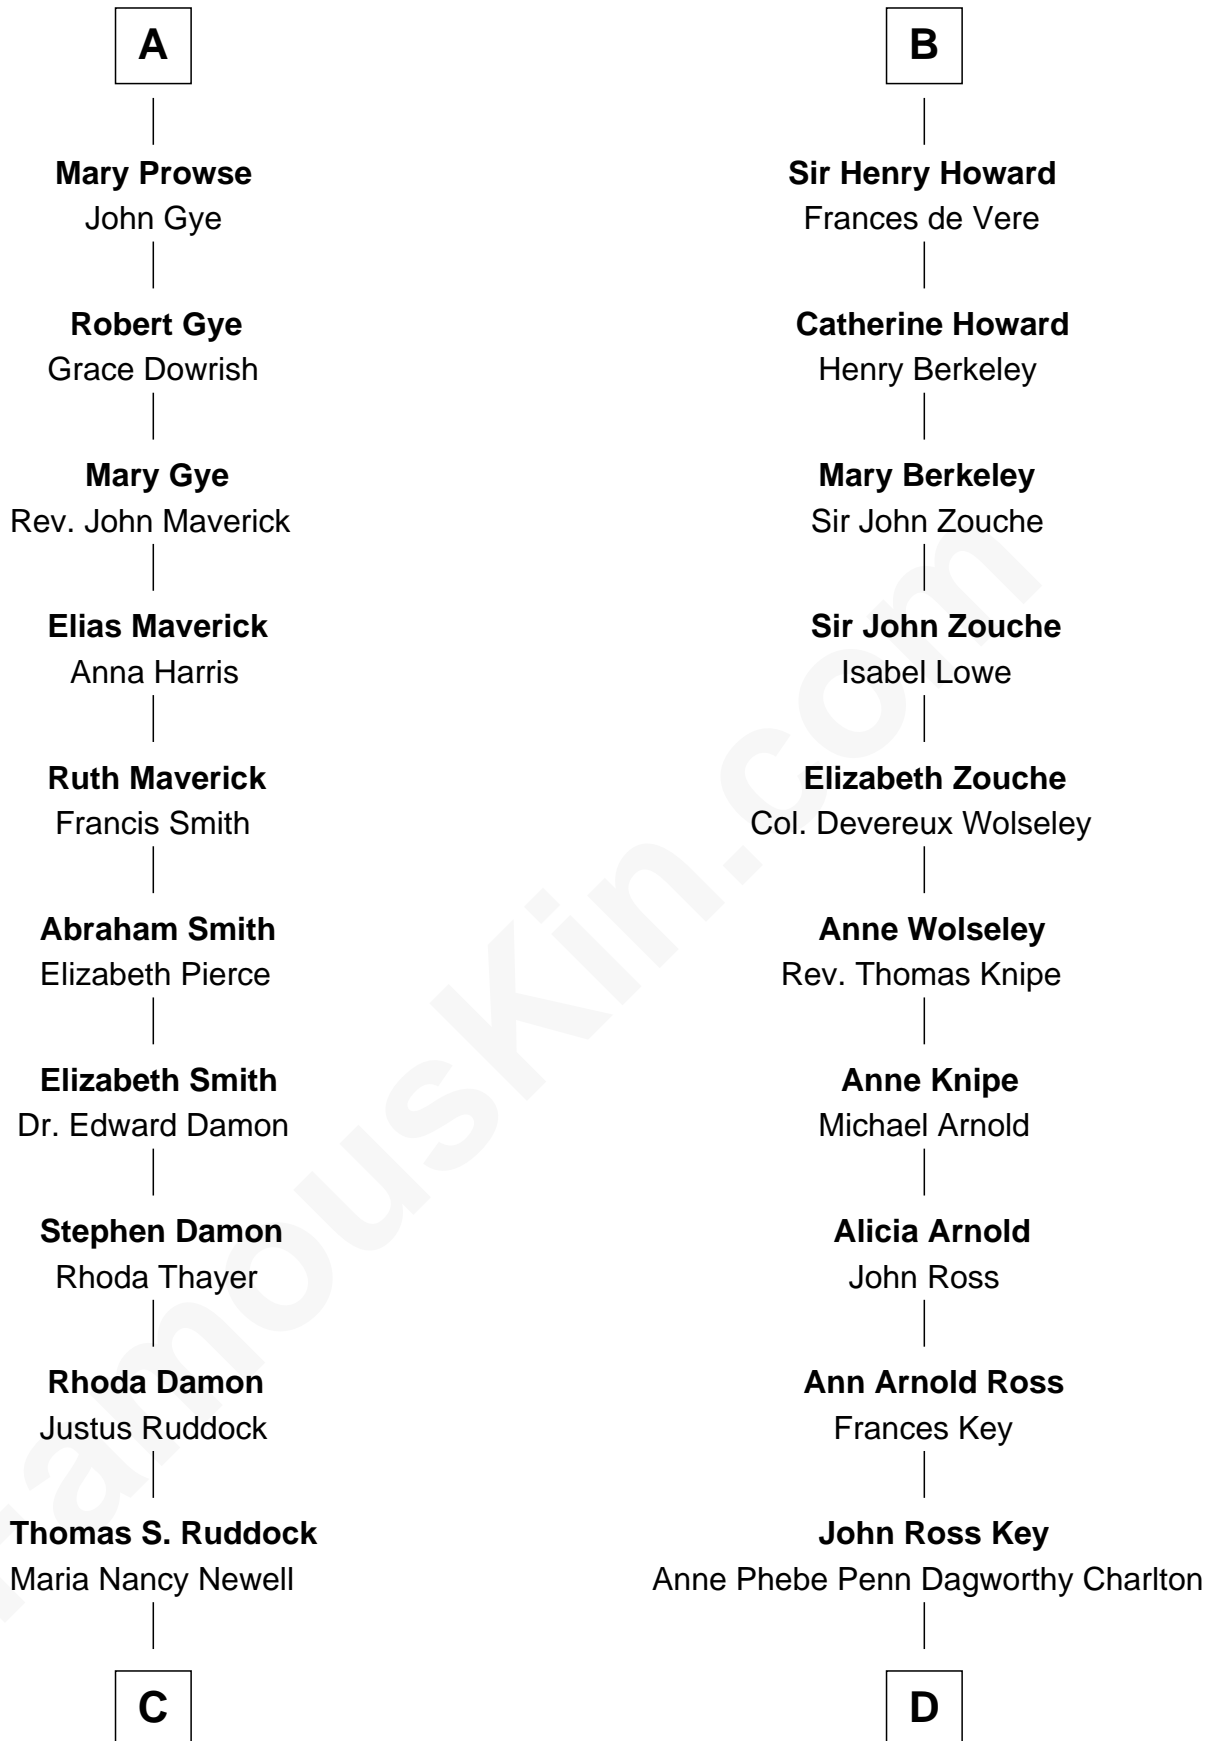 A
Mary Prowse
John Gye
Robert Gye
Grace Dowrish
Mary Gye
Rev. John Maverick
Elias Maverick
Anna Harris
Ruth Maverick
Francis Smith
Abraham Smith
Elizabeth Pierce
Elizabeth Smith
Dr. Edward Damon
Stephen Damon
Rhoda Thayer
Rhoda Damon
Justus Ruddock
Thomas S. Ruddock
Maria Nancy Newell
C
B
Sir Henry Howard
Frances de Vere
Catherine Howard
Henry Berkeley
Mary Berkeley
Sir John Zouche
Sir John Zouche
Isabel Lowe
Elizabeth Zouche
Col. Devereux Wolseley
Anne Wolseley
Rev. Thomas Knipe
Anne Knipe
Michael Arnold
Alicia Arnold
John Ross
Ann Arnold Ross
Frances Key
John Ross Key
Anne Phebe Penn Dagworthy Charlton
D
FamousKin.com